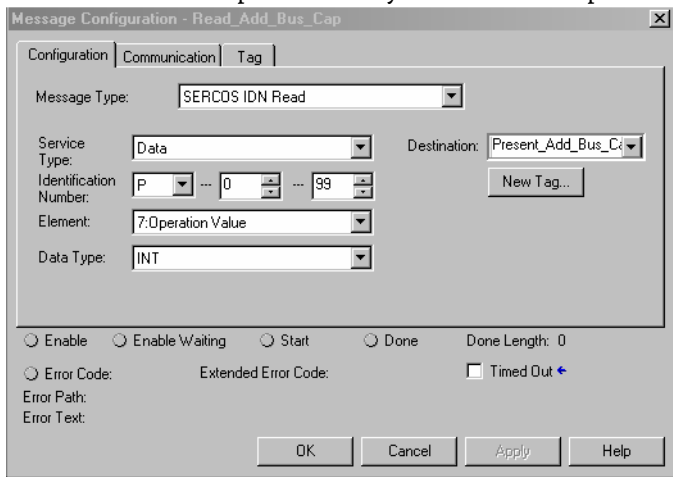 Message Configuration - Read_Add_Bus_Cap
Configuration Communication Tag
Message Type: SERCOS IDN Read
Service Type: Data Destination: Present_Add_Bus_Ca
Identification Number: P --- 0 --- 99 New Tag...
Element: 7:Operation Value
Data Type: INT
Enable Enable Waiting Start Done Done Length: 0
Error Code: Extended Error Code: Timed Out
Error Path:
Error Text:
OK Cancel Apply Help